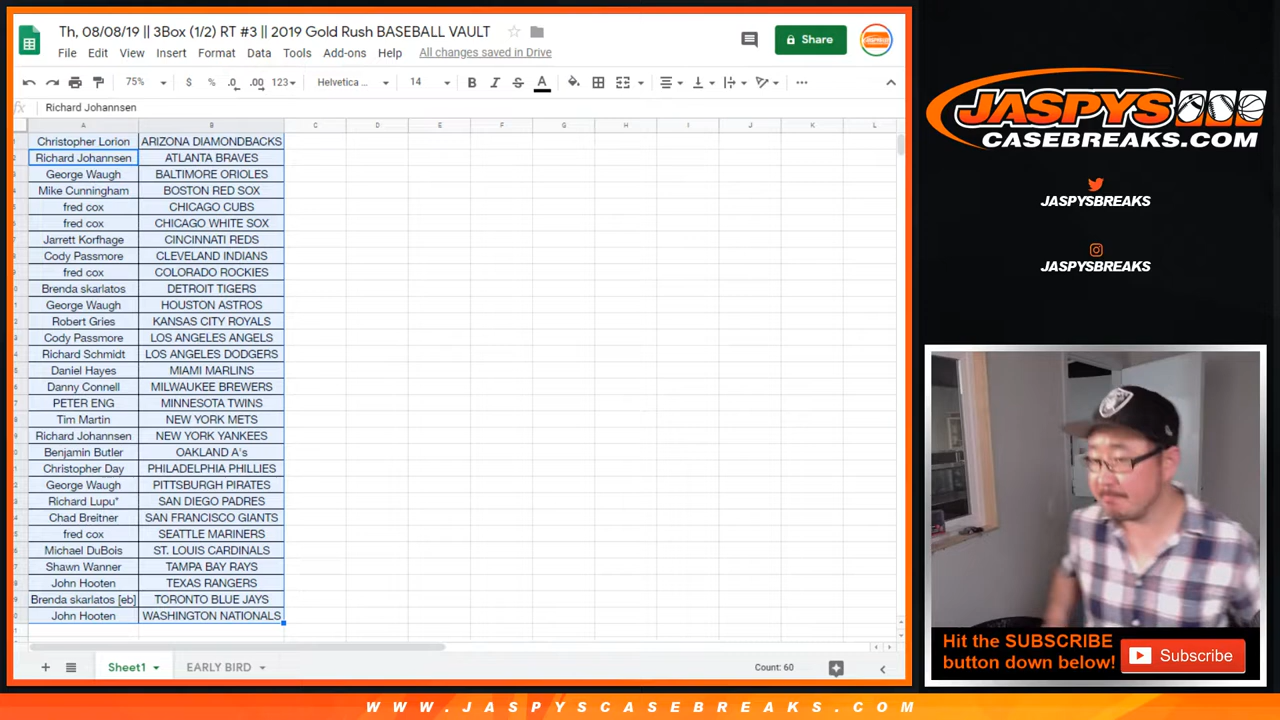 Th, 08/08/19 || 3Box (1/2) RT #3 || 2019 Gold Rush BASEBALL VAULT
File Edit View Insert Format Data Tools Add-ons Help All changes saved in Drive
Share
75% $ % .0 .00 123 Helvetica ... 14 B I S A
fx Richard Johannsen
A B C D E F G H I J K L
Christopher Lorion ARIZONA DIAMONDBACKS
Richard Johannsen ATLANTA BRAVES
George Waugh BALTIMORE ORIOLES
Mike Cunningham BOSTON RED SOX
fred cox CHICAGO CUBS
fred cox CHICAGO WHITE SOX
Jarrett Korfhage CINCINNATI REDS
Cody Passmore CLEVELAND INDIANS
fred cox COLORADO ROCKIES
Brenda skarlatos DETROIT TIGERS
George Waugh HOUSTON ASTROS
Robert Gries KANSAS CITY ROYALS
Cody Passmore LOS ANGELES ANGELS
Richard Schmidt LOS ANGELES DODGERS
Daniel Hayes MIAMI MARLINS
Danny Connell MILWAUKEE BREWERS
PETER ENG MINNESOTA TWINS
Tim Martin NEW YORK METS
Richard Johannsen NEW YORK YANKEES
Benjamin Butler OAKLAND A's
Christopher Day PHILADELPHIA PHILLIES
George Waugh PITTSBURGH PIRATES
Richard Lupu* SAN DIEGO PADRES
Chad Breitner SAN FRANCISCO GIANTS
fred cox SEATTLE MARINERS
Michael DuBois ST. LOUIS CARDINALS
Shawn Wanner TAMPA BAY RAYS
John Hooten TEXAS RANGERS
Brenda skarlatos [eb] TORONTO BLUE JAYS
John Hooten WASHINGTON NATIONALS
Sheet1 EARLY BIRD Count: 60
JASPYS
CASEBREAKS.COM
JASPYSBREAKS
JASPYSBREAKS
Hit the SUBSCRIBE
button down below!
Subscribe
WWW.JASPYSCASEBREAKS.COM